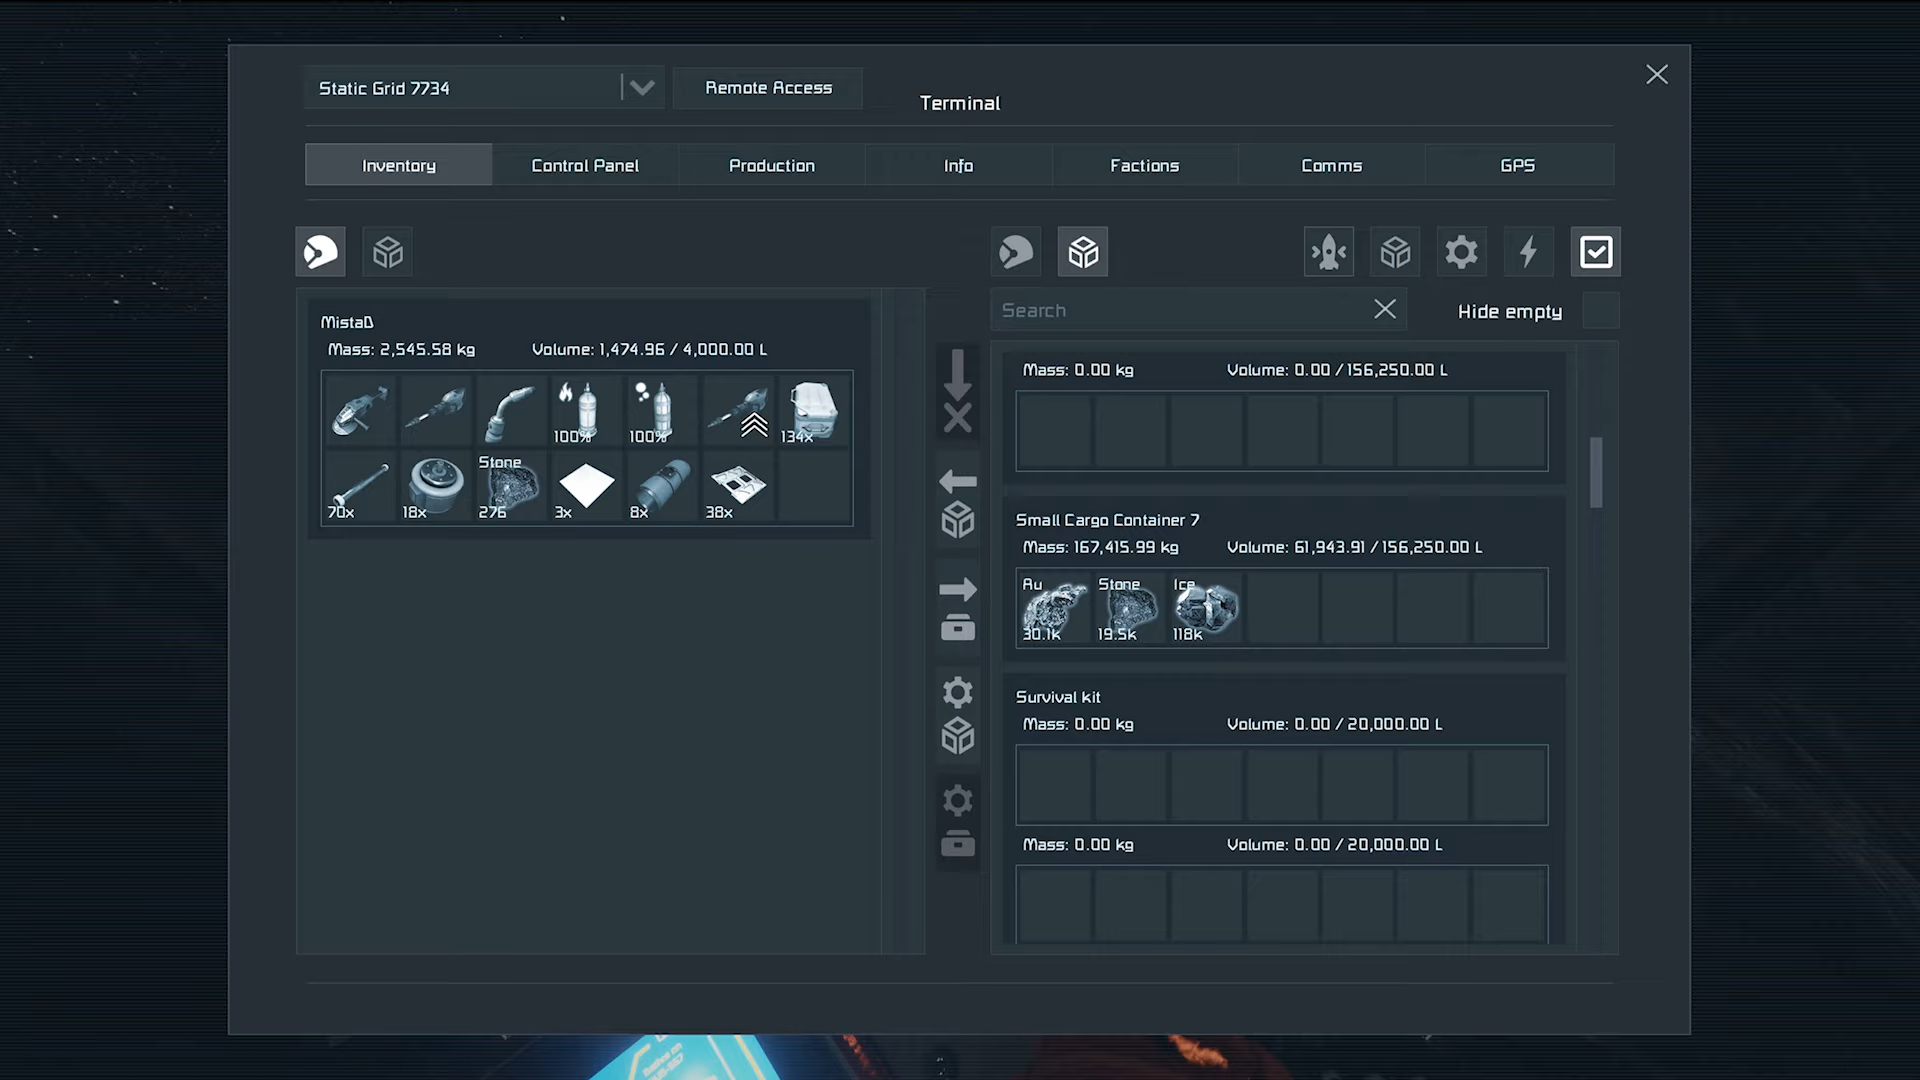 Static Grid 7734
Remote Access
Terminal
Inventory
Control Panel
Production
Info
Factions
Comms
GPS
Search
Hide empty
MistaD
Mass: 2,545.58 kg
Volume: 1,474.96 / 4,000.00 L
100%
100%
134x
70x
18x
Stone
276
3x
8x
38x
Mass: 0.00 kg
Volume: 0.00 / 156,250.00 L
Small Cargo Container 7
Mass: 167,415.99 kg
Volume: 61,943.91 / 156,250.00 L
Au
30.1k
Stone
19.5k
Ice
118k
Survival kit
Mass: 0.00 kg
Volume: 0.00 / 20,000.00 L
Mass: 0.00 kg
Volume: 0.00 / 20,000.00 L